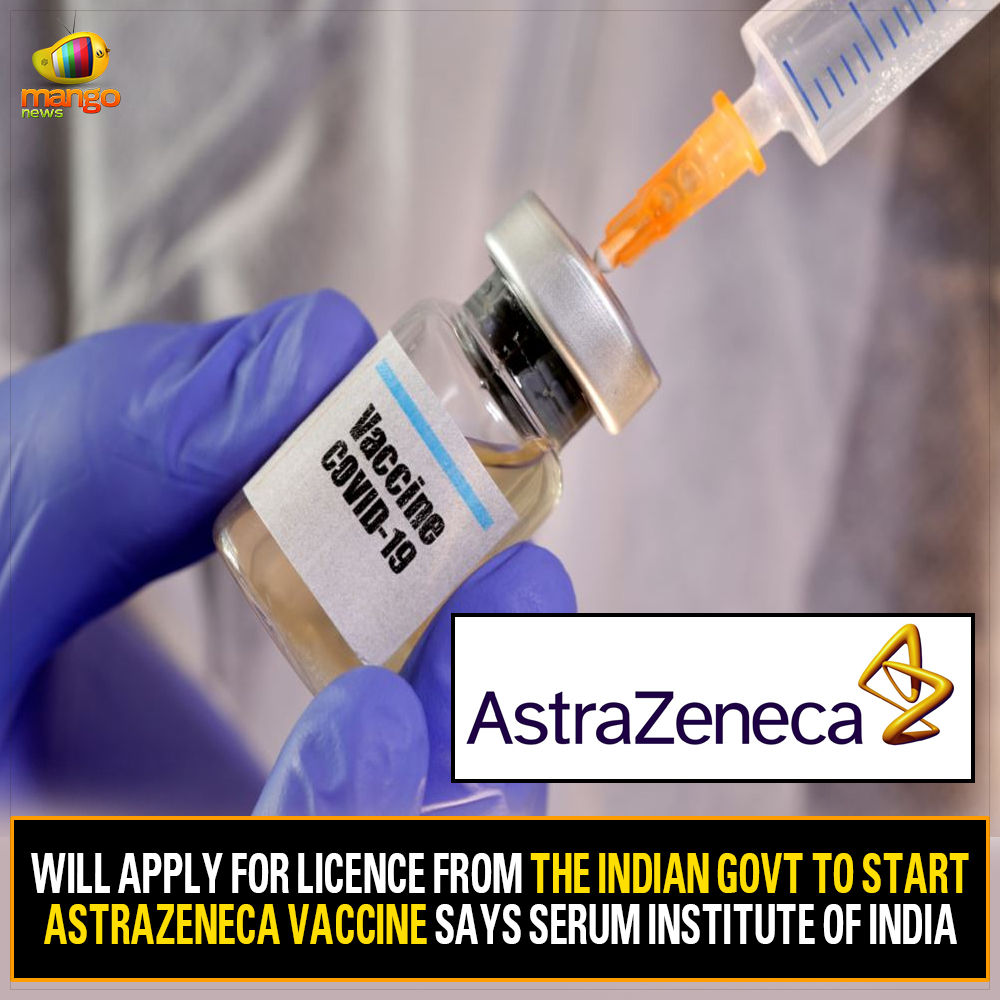 mango
news
Vaccine
COVID-19
AstraZeneca
WILL APPLY FOR LICENCE FROM THE INDIAN GOVT TO START
ASTRAZENECA VACCINE SAYS SERUM INSTITUTE OF INDIA